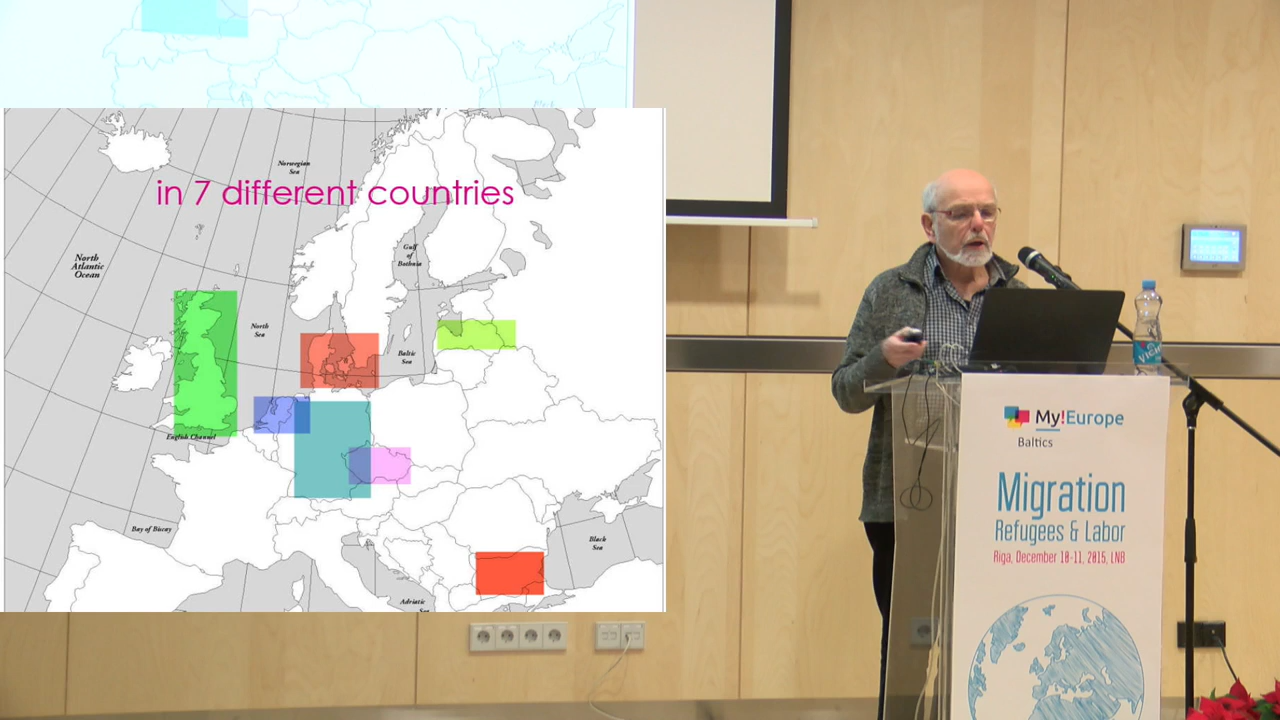 Norwegian
Sea
in 7 different countries
North
Atlantic
Ocean
Gulf
of
Bothnia
North
Sea
Baltic
Sea
English Channel
Bay of Biscay
Black
Sea
Adriatic
Sea
My!Europe
Baltics
Migration
Refugees & Labor
Riga, December 10-11, 2015, LNB